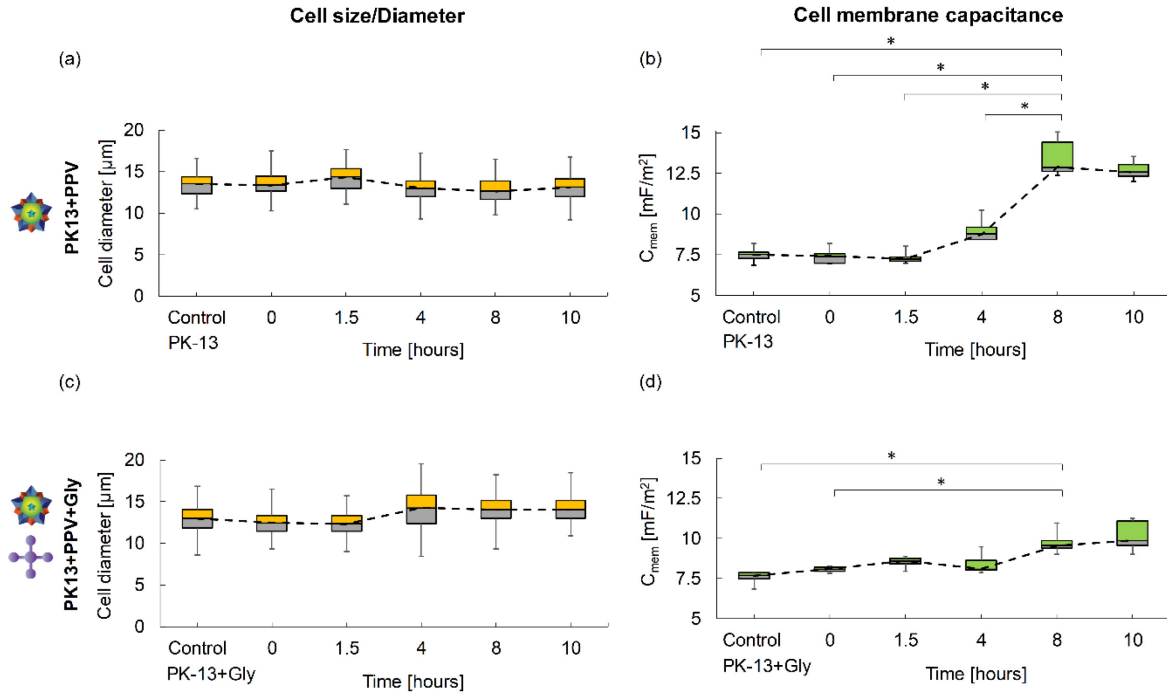 Cell size/Diameter
Cell membrane capacitance
(a)
(b)
*
*
*
*
PK13+PPV
Cell diameter [µm]
20
15
10
5
0
Control
PK-13
0
1.5
4
8
10
Time [hours]
Cmem [mF/m²]
15
12.5
10
7.5
5
Control
PK-13
0
1.5
4
8
10
Time [hours]
(c)
(d)
*
*
PK13+PPV+Gly
Cell diameter [µm]
20
15
10
5
0
Control
PK-13+Gly
0
1.5
4
8
10
Time [hours]
Cmem [mF/m²]
15
12.5
10
7.5
5
Control
PK-13+Gly
0
1.5
4
8
10
Time [hours]